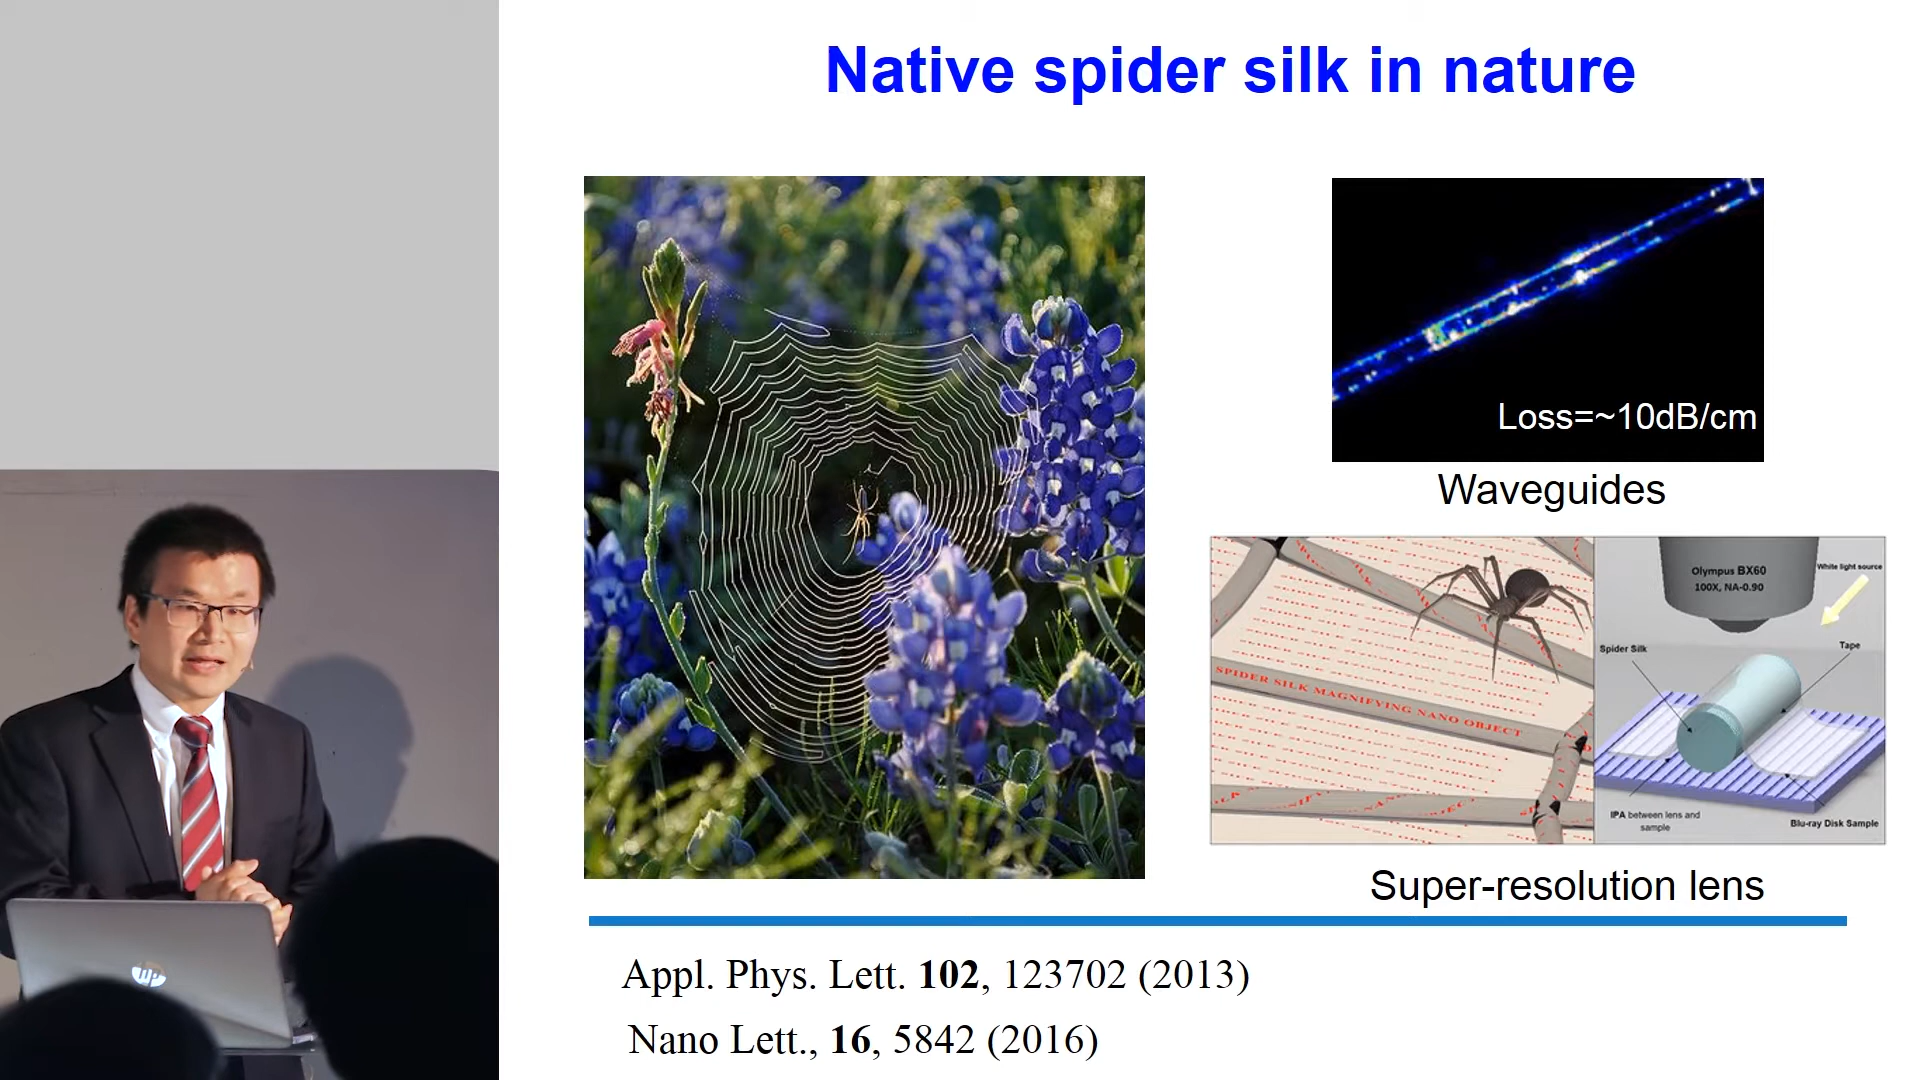 Native spider silk in nature
Loss=~10dB/cm
Waveguides
Olympus BX60
100X, NA-0.90
White light source
Spider Silk
Tape
SPIDER SILK MAGNIFYING NANO OBJECT
IPA between lens and
sample
Blu-ray Disk Sample
Super-resolution lens
Appl. Phys. Lett. 102, 123702 (2013)
Nano Lett., 16, 5842 (2016)
hp